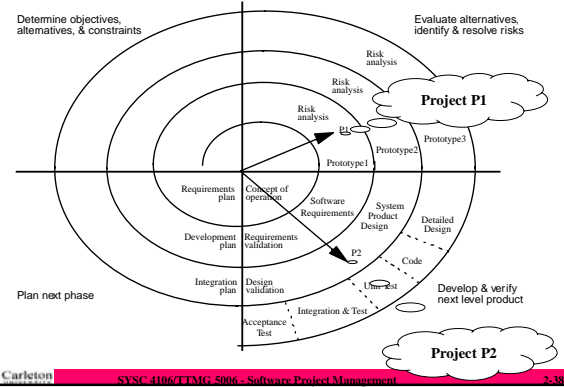 Determine objectives,
alternatives, & constraints
Evaluate alternatives,
identify & resolve risks
Risk
analysis
Risk
analysis
Risk
analysis
Project P1
P1
Prototype1
Prototype2
Prototype3
Requirements
plan
Concept of
operation
Software
Requirements
System
Product
Design
Detailed
Design
Development
plan
Requirements
validation
P2
Code
Integration
plan
Design
validation
Unit Test
Plan next phase
Develop & verify
next level product
Integration & Test
Acceptance
Test
Project P2
Carleton
UNIVERSITY
SYSC 4106/TTMG 5006 - Software Project Management
2-38